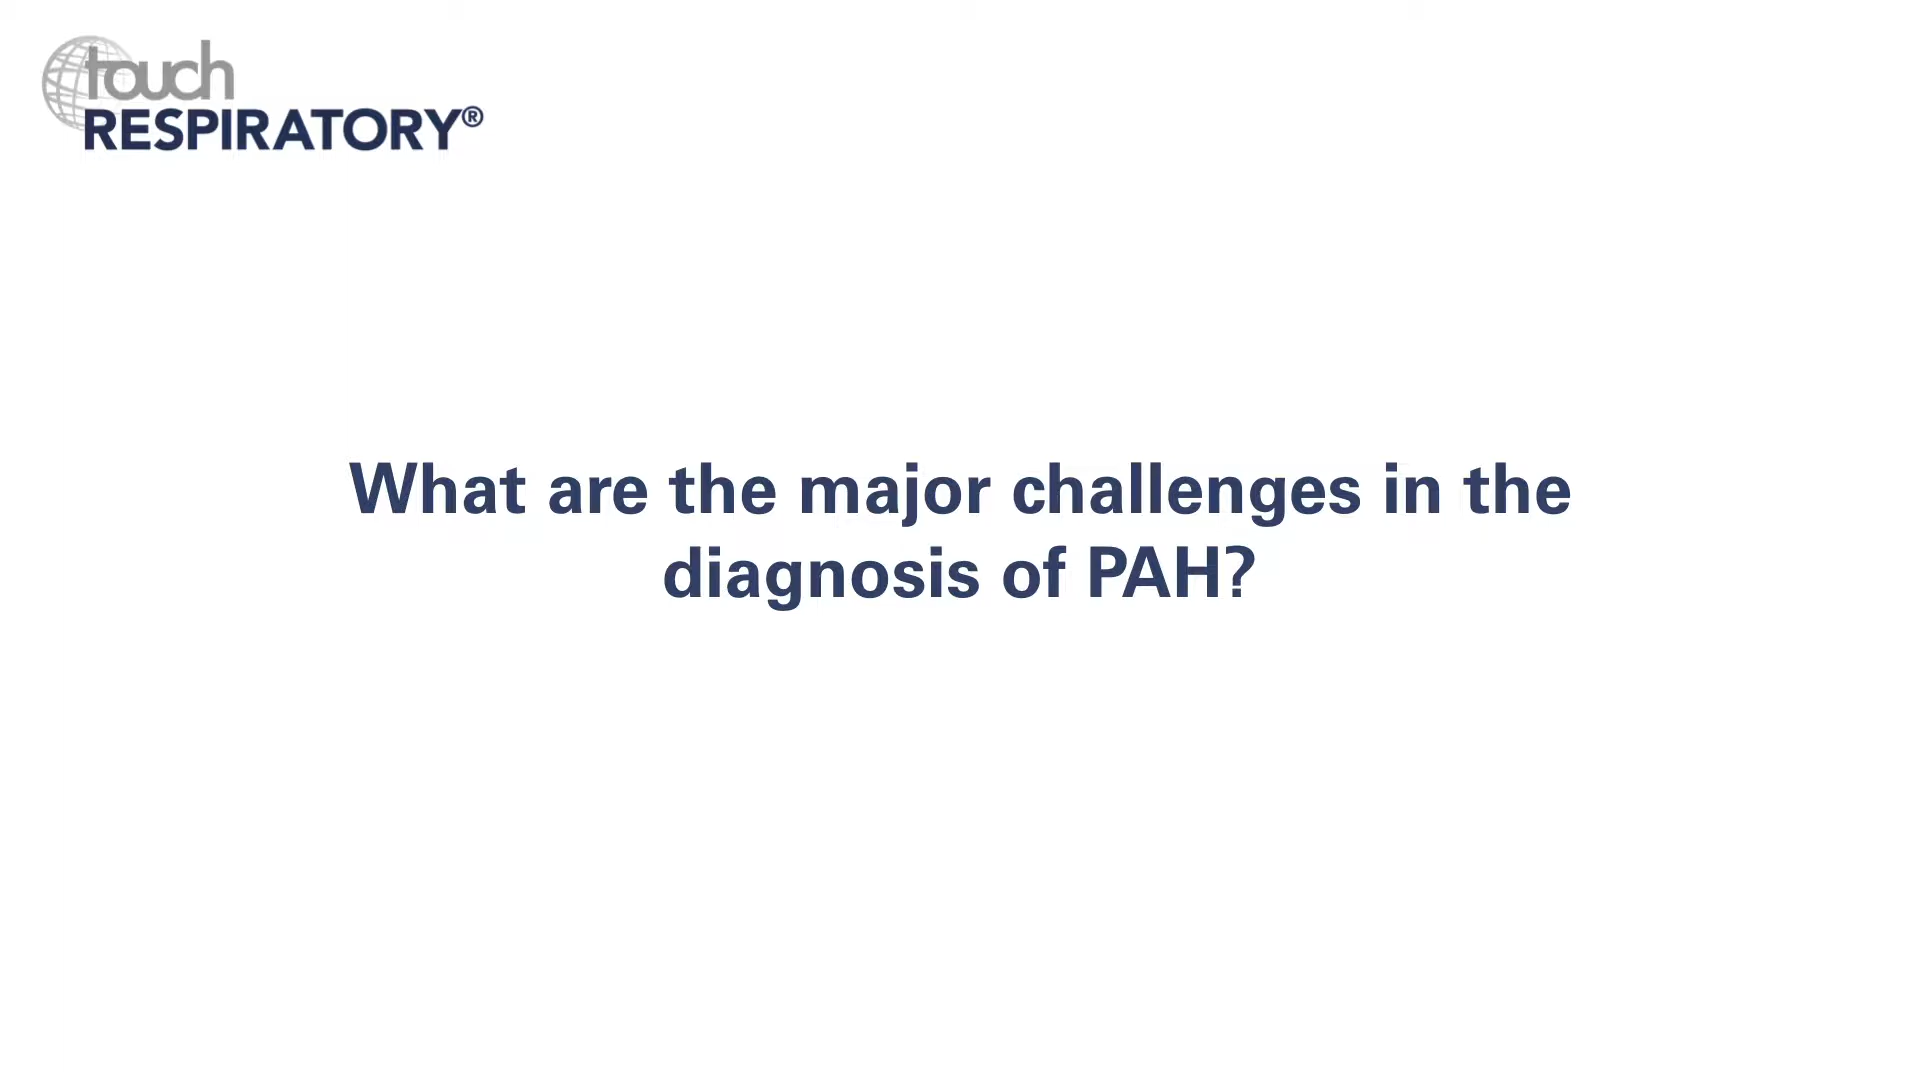 touch
RESPIRATORY®
What are the major challenges in the
diagnosis of PAH?